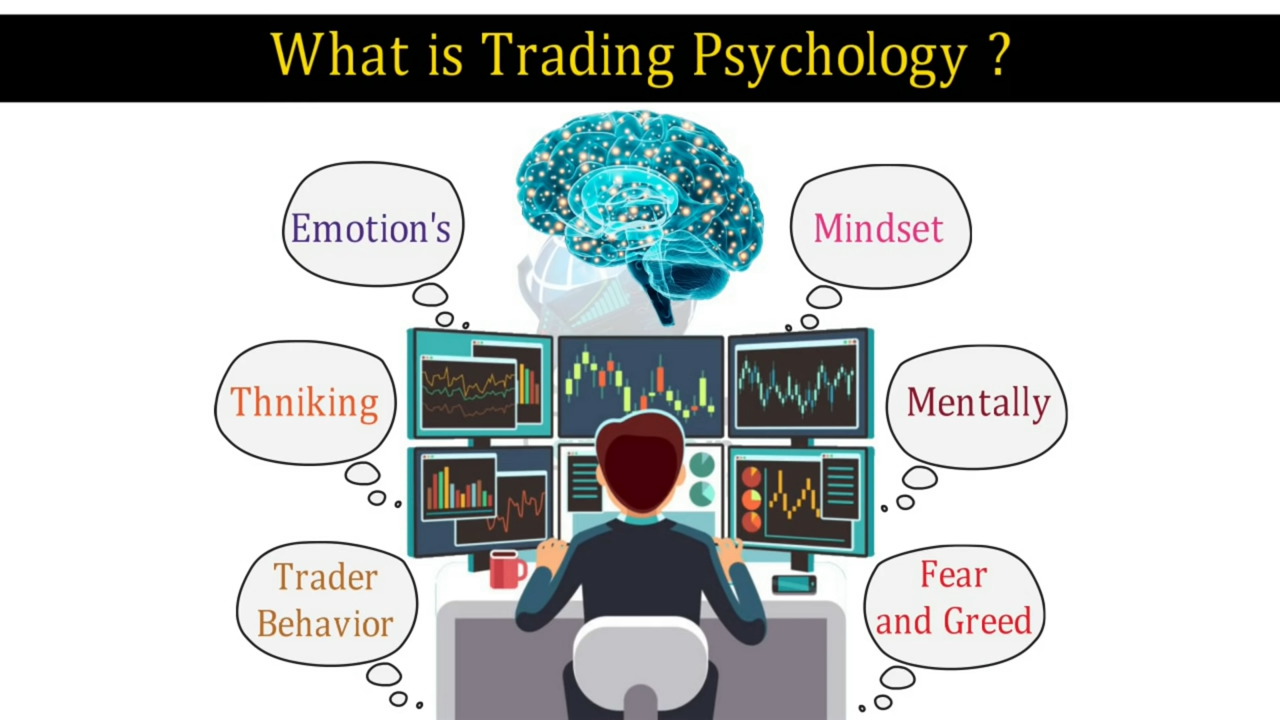 What is Trading Psychology ?
Emotion's
Mindset
Thniking
Mentally
Trader
Behavior
Fear
and Greed